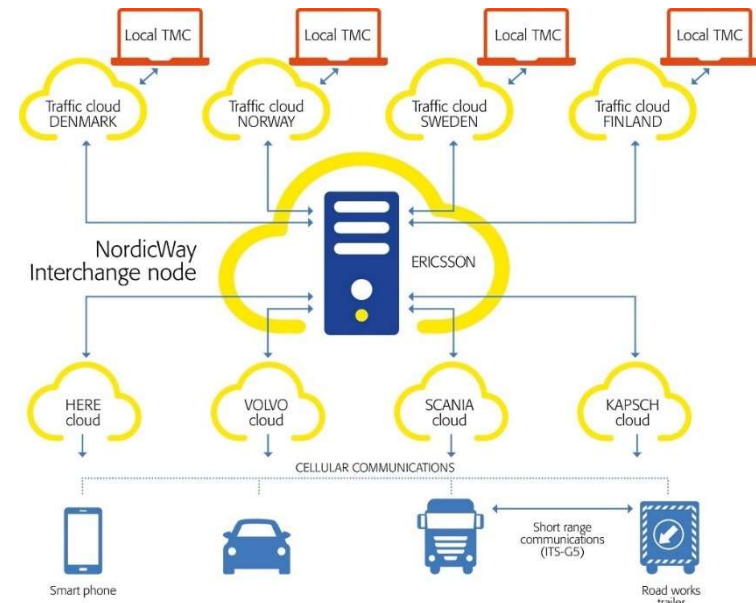 Local TMC
Local TMC
Local TMC
Local TMC
Traffic cloud
DENMARK
Traffic cloud
NORWAY
Traffic cloud
SWEDEN
Traffic cloud
FINLAND
NordicWay
Interchange node
ERICSSON
HERE
cloud
VOLVO
cloud
SCANIA
cloud
KAPSCH
cloud
CELLULAR COMMUNICATIONS
Short range
communications
(ITS-G5)
Smart phone
Road works
trailer